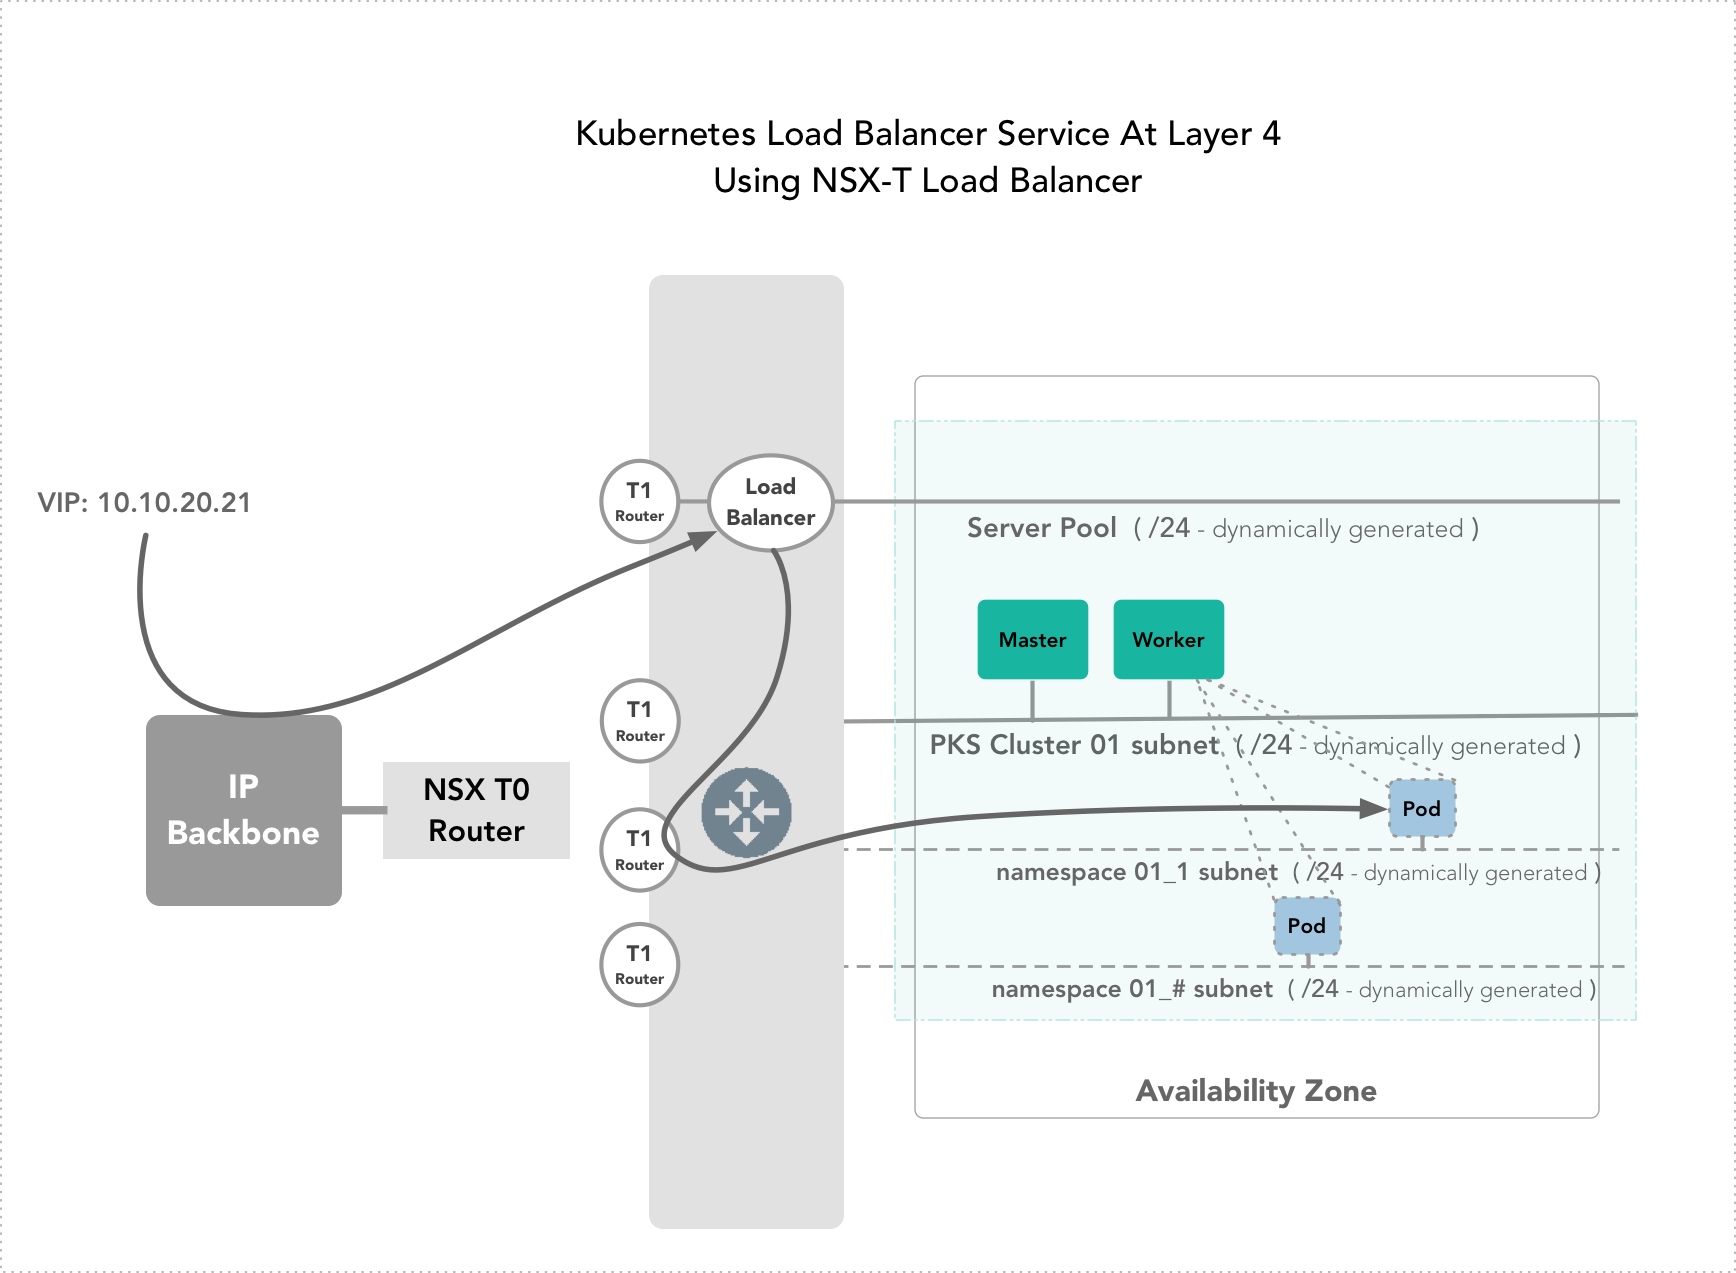 Kubernetes Load Balancer Service At Layer 4
Using NSX-T Load Balancer
VIP: 10.10.20.21
T1
Router
Load
Balancer
Server Pool ( /24 - dynamically generated )
Master
Worker
T1
Router
PKS Cluster 01 subnet ( /24 - dynamically generated )
IP
Backbone
NSX T0
Router
T1
Router
Pod
namespace 01_1 subnet ( /24 - dynamically generated )
Pod
T1
Router
namespace 01_# subnet ( /24 - dynamically generated )
Availability Zone